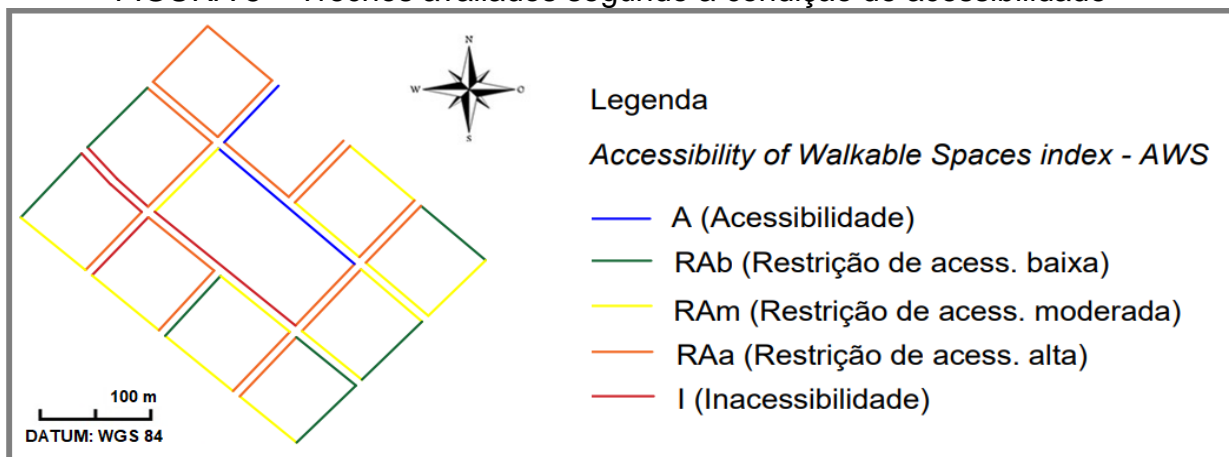 N
W
O
S
Legenda
Accessibility of Walkable Spaces index - AWS
A (Acessibilidade)
RAb (Restrição de acess. baixa)
RAm (Restrição de acess. moderada)
RAa (Restrição de acess. alta)
I (Inacessibilidade)
100 m
DATUM: WGS 84